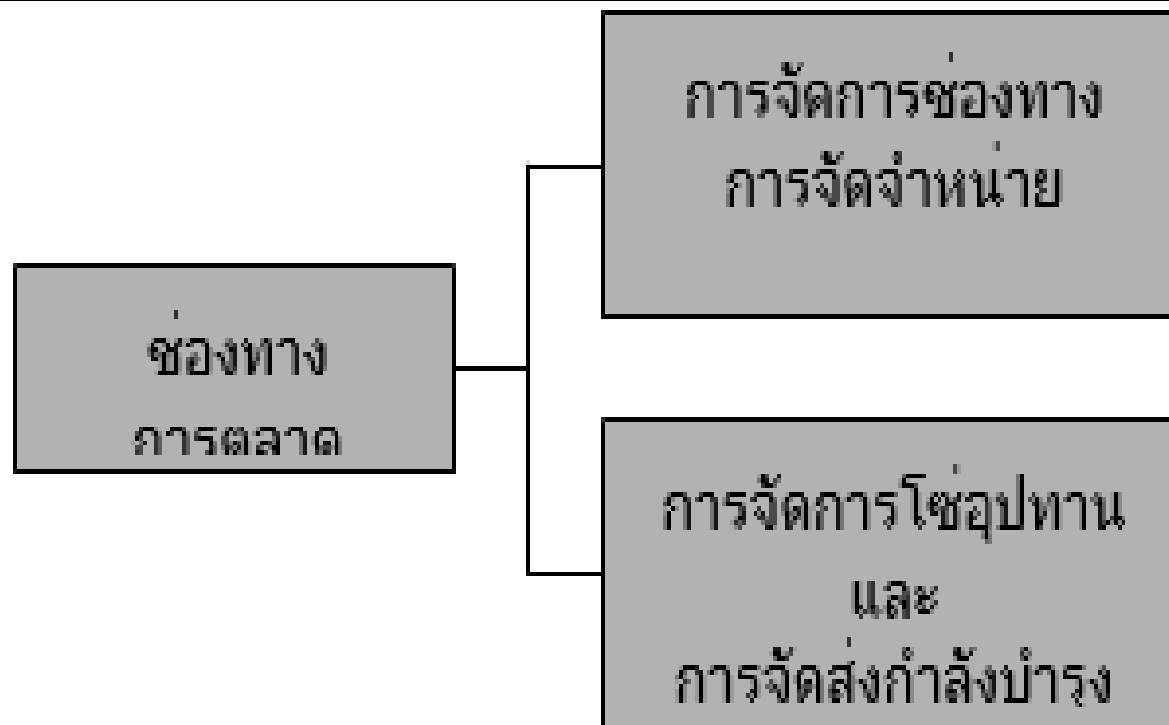 การจัดการช่องทาง
การจัดจำหน่าย
ช่องทาง
การตลาด
การจัดการโซ่อุปทาน
และ
การจัดส่งกำลังบำรุง